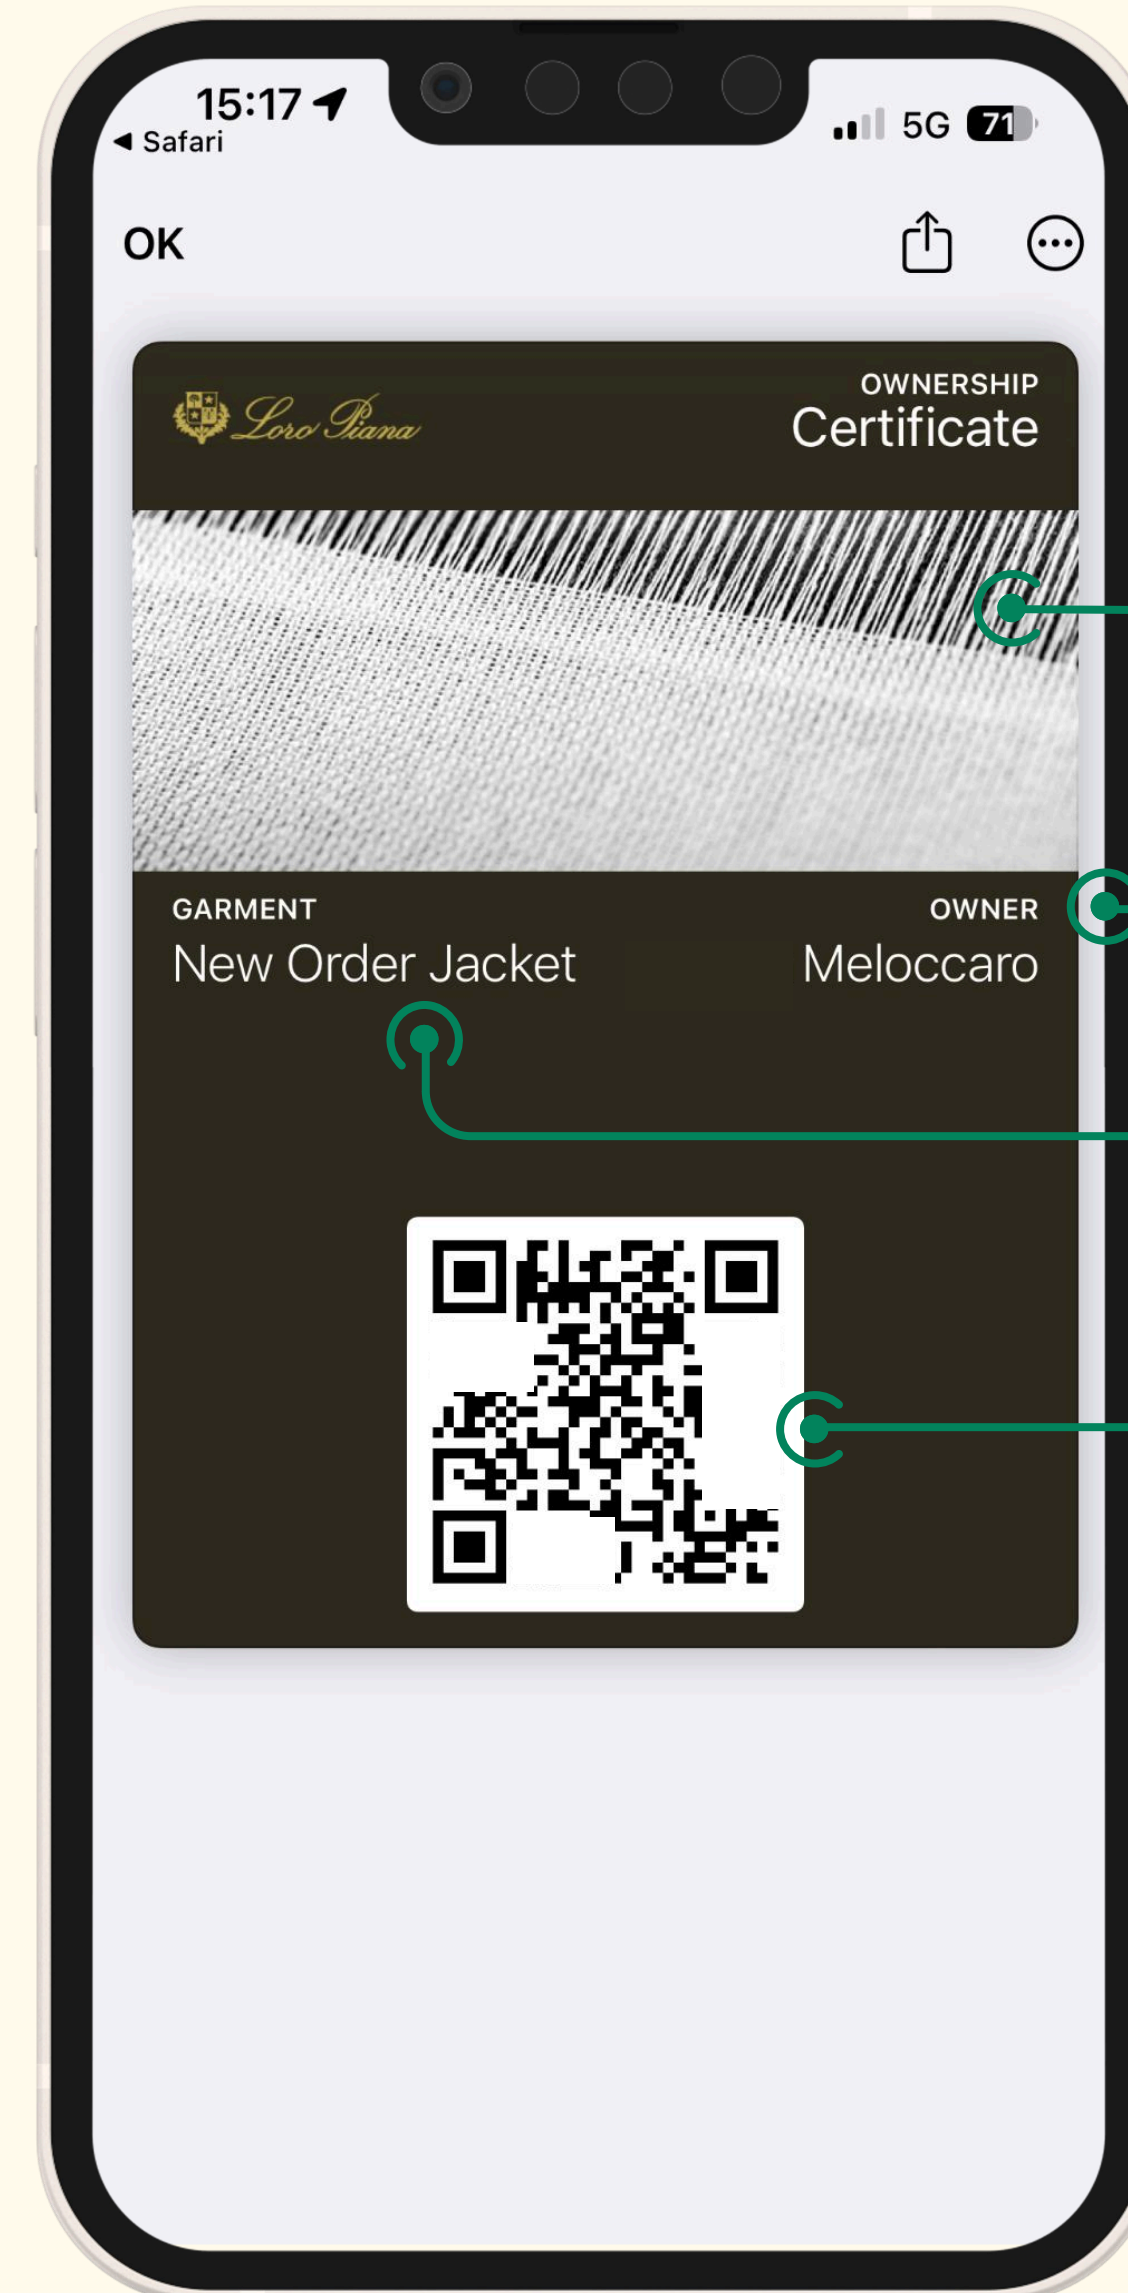 15:17
Safari
5G 71
OK
Loro Piana
OWNERSHIP
Certificate
GARMENT
New Order Jacket
OWNER
Meloccaro